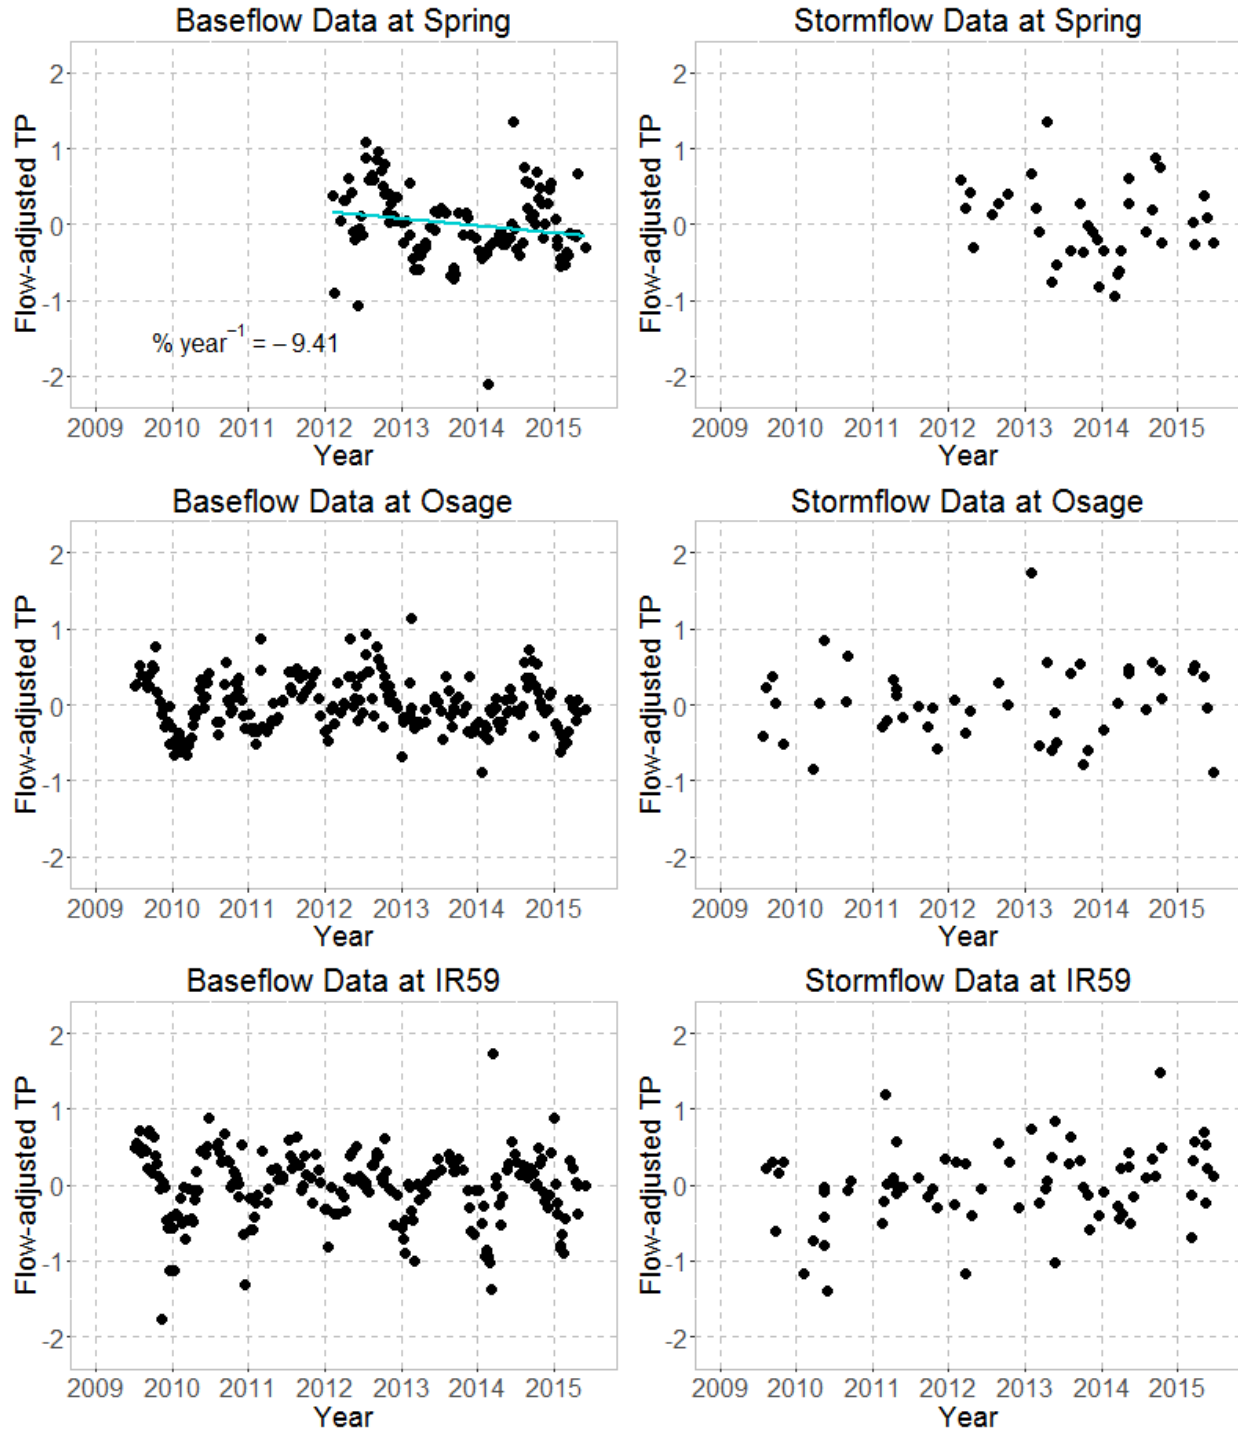 Baseflow Data at Spring
Flow-adjusted TP
2
1
0
-1
-2
% year⁻¹ = − 9.41
2009 2010 2011 2012 2013 2014 2015
Year
Stormflow Data at Spring
Flow-adjusted TP
2
1
0
-1
-2
2009 2010 2011 2012 2013 2014 2015
Year
Baseflow Data at Osage
Flow-adjusted TP
2
1
0
-1
-2
2009 2010 2011 2012 2013 2014 2015
Year
Stormflow Data at Osage
Flow-adjusted TP
2
1
0
-1
-2
2009 2010 2011 2012 2013 2014 2015
Year
Baseflow Data at IR59
Flow-adjusted TP
2
1
0
-1
-2
2009 2010 2011 2012 2013 2014 2015
Year
Stormflow Data at IR59
Flow-adjusted TP
2
1
0
-1
-2
2009 2010 2011 2012 2013 2014 2015
Year